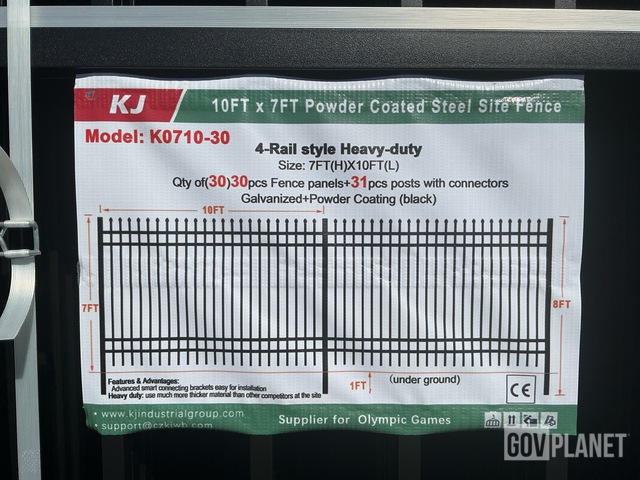 KJ
10FT x 7FT Powder Coated Steel Site Fence
Model: K0710-30
4-Rail style Heavy-duty
Size: 7FT(H)X10FT(L)
Qty of(30)30pcs Fence panels+31pcs posts with connectors
Galvanized+Powder Coating (black)
10FT
7FT
8FT
1FT
(under ground)
Features & Advantages:
Advanced smart connecting brackets easy for installation
Heavy duty: use much more thicker material than other competitors at the site
CE
• www.kjindustrialgroup.com
• support@czkjwb.com
Supplier for Olympic Games
GOVPLANET